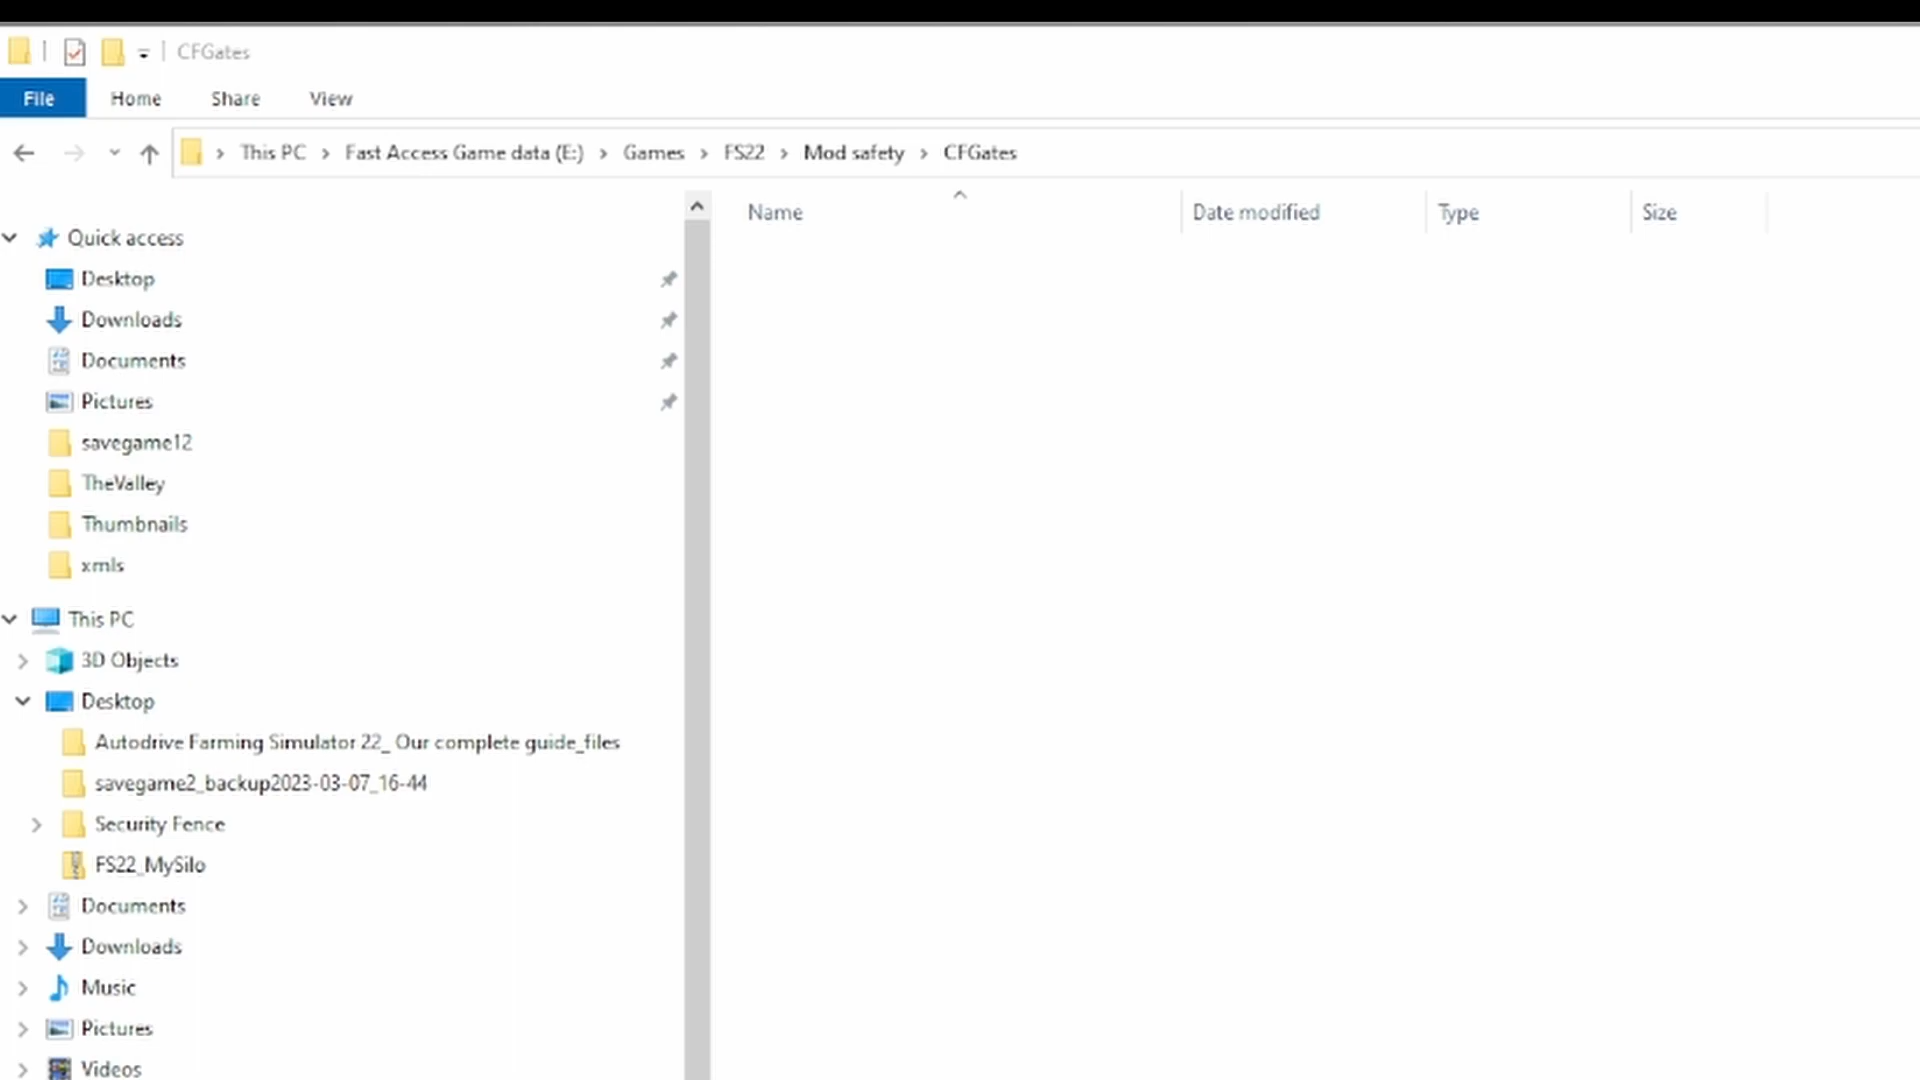 CFGates
File Home Share View
This PC > Fast Access Game data (E:) > Games > FS22 > Mod safety > CFGates
Name Date modified Type Size
Quick access
Desktop
Downloads
Documents
Pictures
savegame12
TheValley
Thumbnails
xmls
This PC
3D Objects
Desktop
Autodrive Farming Simulator 22_ Our complete guide_files
savegame2_backup2023-03-07_16-44
Security Fence
FS22_MySilo
Documents
Downloads
Music
Pictures
Videos